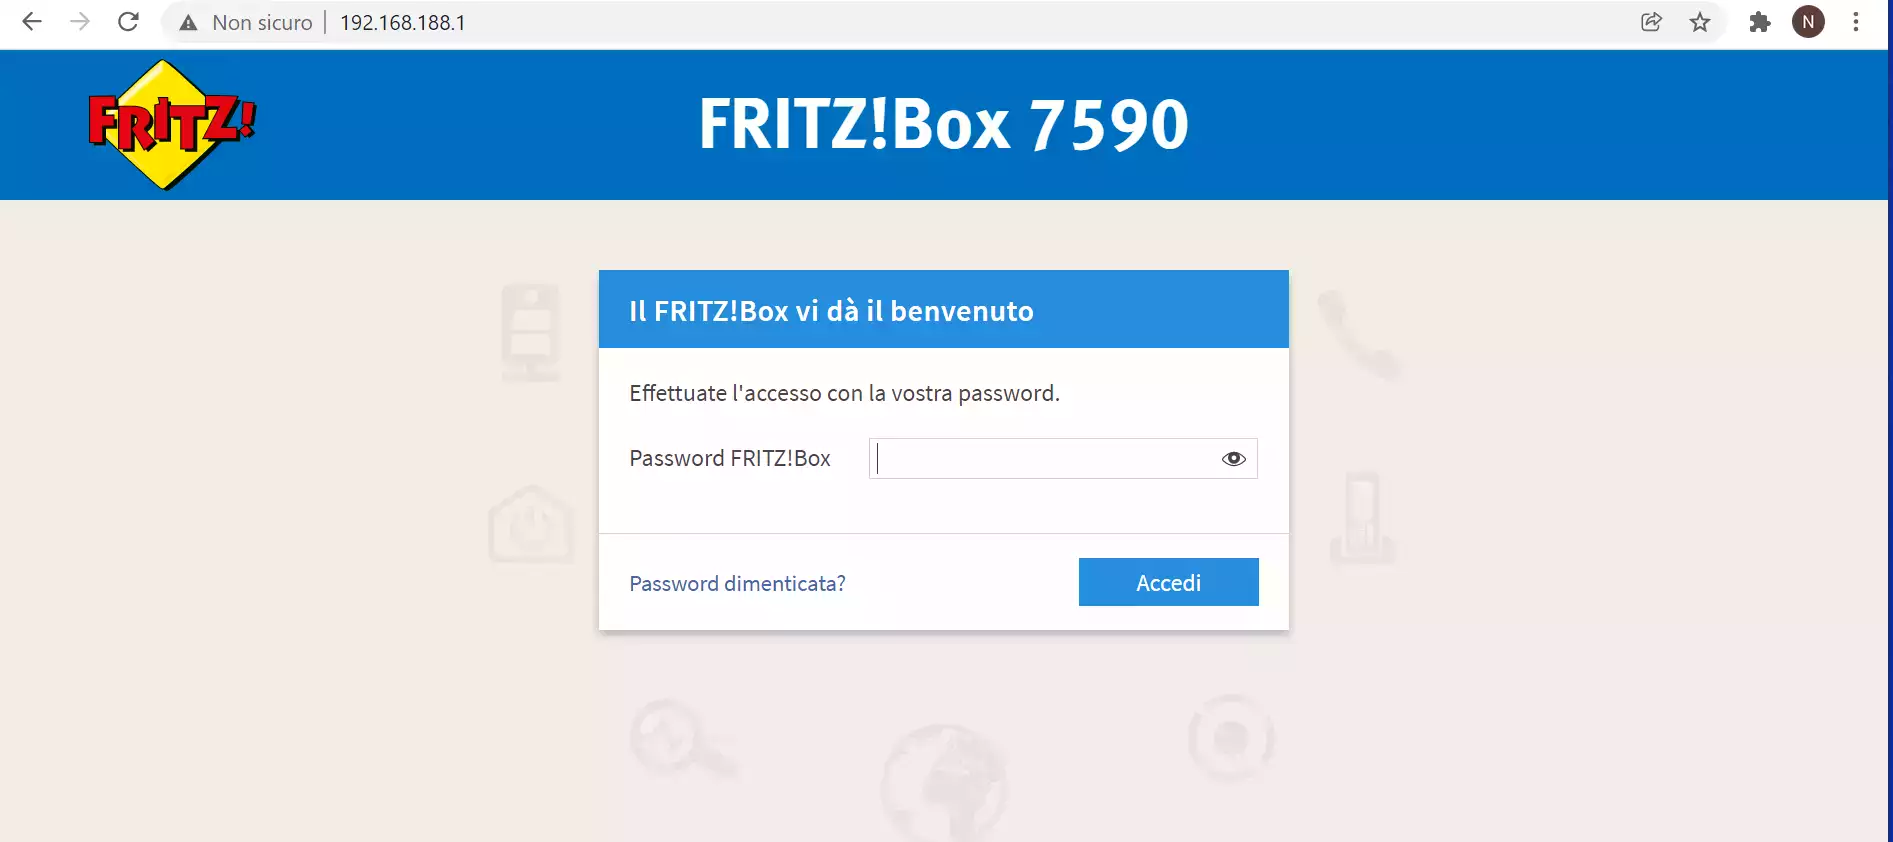 Non sicuro | 192.168.188.1
N
FRITZ!
FRITZ!Box 7590
Il FRITZ!Box vi dà il benvenuto
Effettuate l'accesso con la vostra password.
Password FRITZ!Box
Password dimenticata?
Accedi